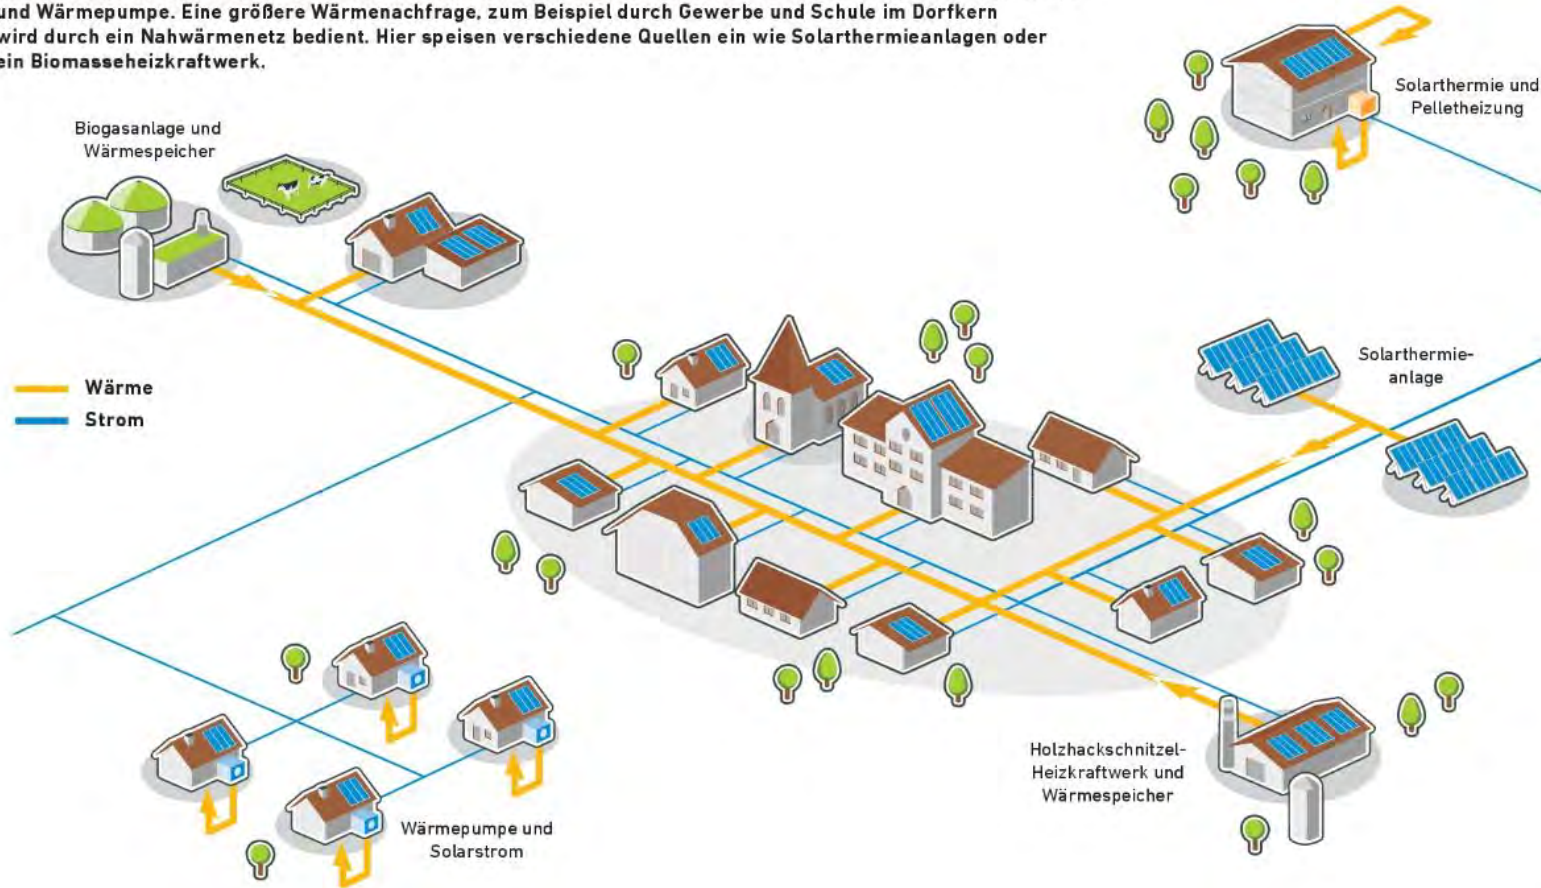 und Wärmepumpe. Eine größere Wärmenachfrage, zum Beispiel durch Gewerbe und Schule im Dorfkern
wird durch ein Nahwärmenetz bedient. Hier speisen verschiedene Quellen ein wie Solarthermieanlagen oder
ein Biomasseheizkraftwerk.
Solarthermie und
Pelletheizung
Biogasanlage und
Wärmespeicher
Solarthermie-
anlage
Wärme
Strom
Holzhackschnitzel-
Heizkraftwerk und
Wärmespeicher
Wärmepumpe und
Solarstrom